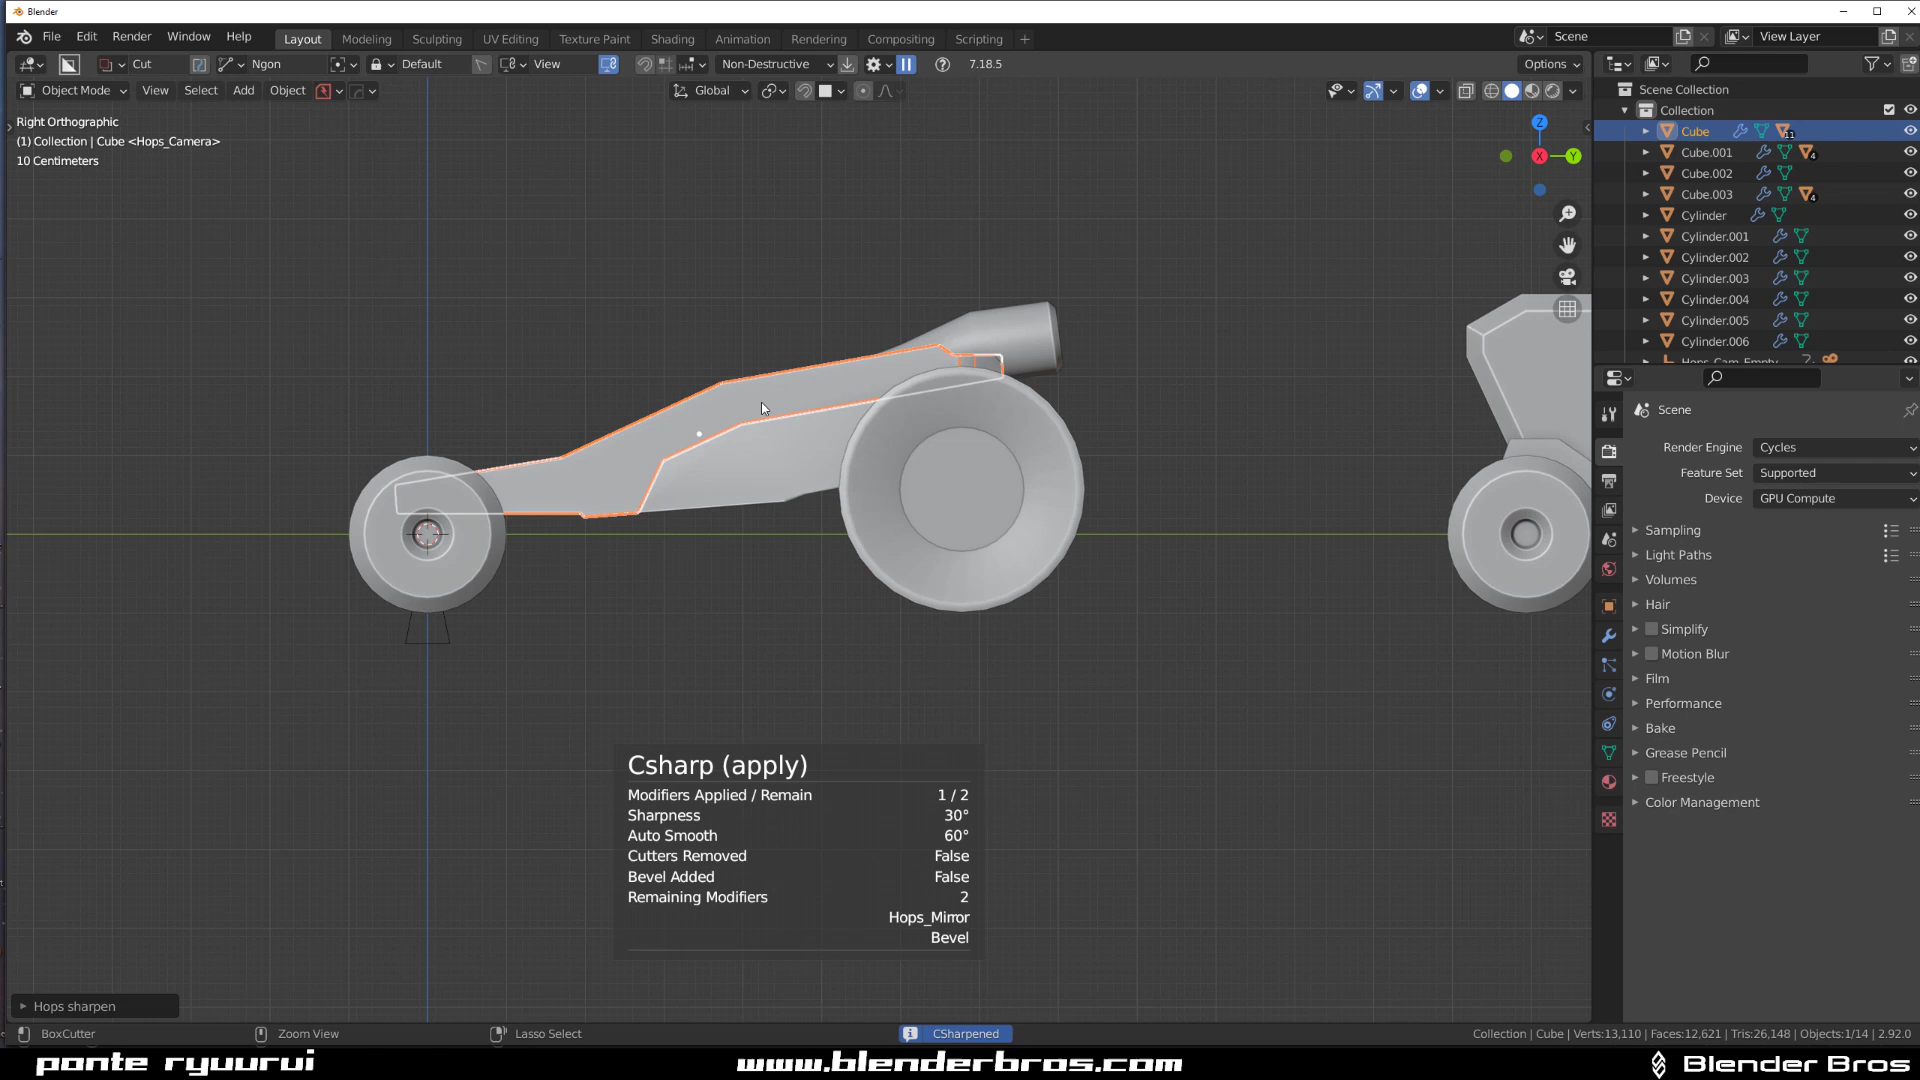 Blender
File Edit Render Window Help Layout Modeling Sculpting UV Editing Texture Paint Shading Animation Rendering Compositing Scripting + Scene View Layer
Cut Ngon Default View Non-Destructive 7.18.5 Options
Object Mode View Select Add Object Global
Right Orthographic
(1) Collection | Cube <Hops_Camera>
10 Centimeters
Z
X
Y
Scene Collection
Collection
Cube 11
Cube.001 4
Cube.002
Cube.003 4
Cylinder
Cylinder.001
Cylinder.002
Cylinder.003
Cylinder.004
Cylinder.005
Cylinder.006
Hops_Cam_Empty
Scene
Render Engine Cycles
Feature Set Supported
Device GPU Compute
Sampling
Light Paths
Volumes
Hair
Simplify
Motion Blur
Film
Performance
Bake
Grease Pencil
Freestyle
Color Management
Csharp (apply)
Modifiers Applied / Remain 1 / 2
Sharpness 30°
Auto Smooth 60°
Cutters Removed False
Bevel Added False
Remaining Modifiers 2
Hops_Mirror
Bevel
Hops sharpen
BoxCutter Zoom View Lasso Select CSharpened Collection | Cube | Verts:13,110 | Faces:12,621 | Tris:26,148 | Objects:1/14 | 2.92.0
ponte ryuurui www.blenderbros.com Blender Bros